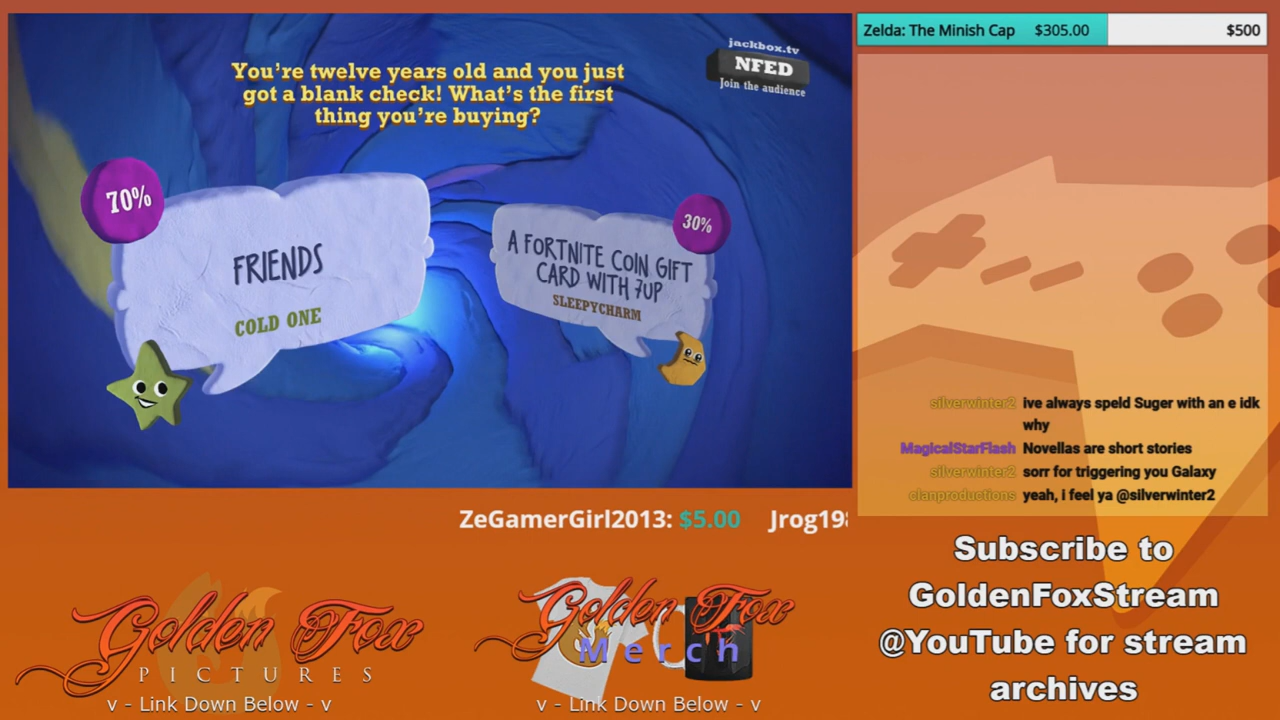 You're twelve years old and you just
got a blank check! What's the first
thing you're buying?
jackbox.tv
NFED
Join the audience
70%
FRIENDS
COLD ONE
30%
A FORTNITE COIN GIFT
CARD WITH 7UP
SLEEPYCHARM
Zelda: The Minish Cap $305.00 $500
silverwinter2 ive always speld Suger with an e idk
why
MagicalStarFlash Novellas are short stories
silverwinter2 sorr for triggering you Galaxy
clanproductions yeah, i feel ya @silverwinter2
ZeGamerGirl2013: $5.00 Jrog198
Golden Fox
PICTURES
v - Link Down Below - v
Golden Fox
Merch
v - Link Down Below - v
Subscribe to
GoldenFoxStream
@YouTube for stream
archives